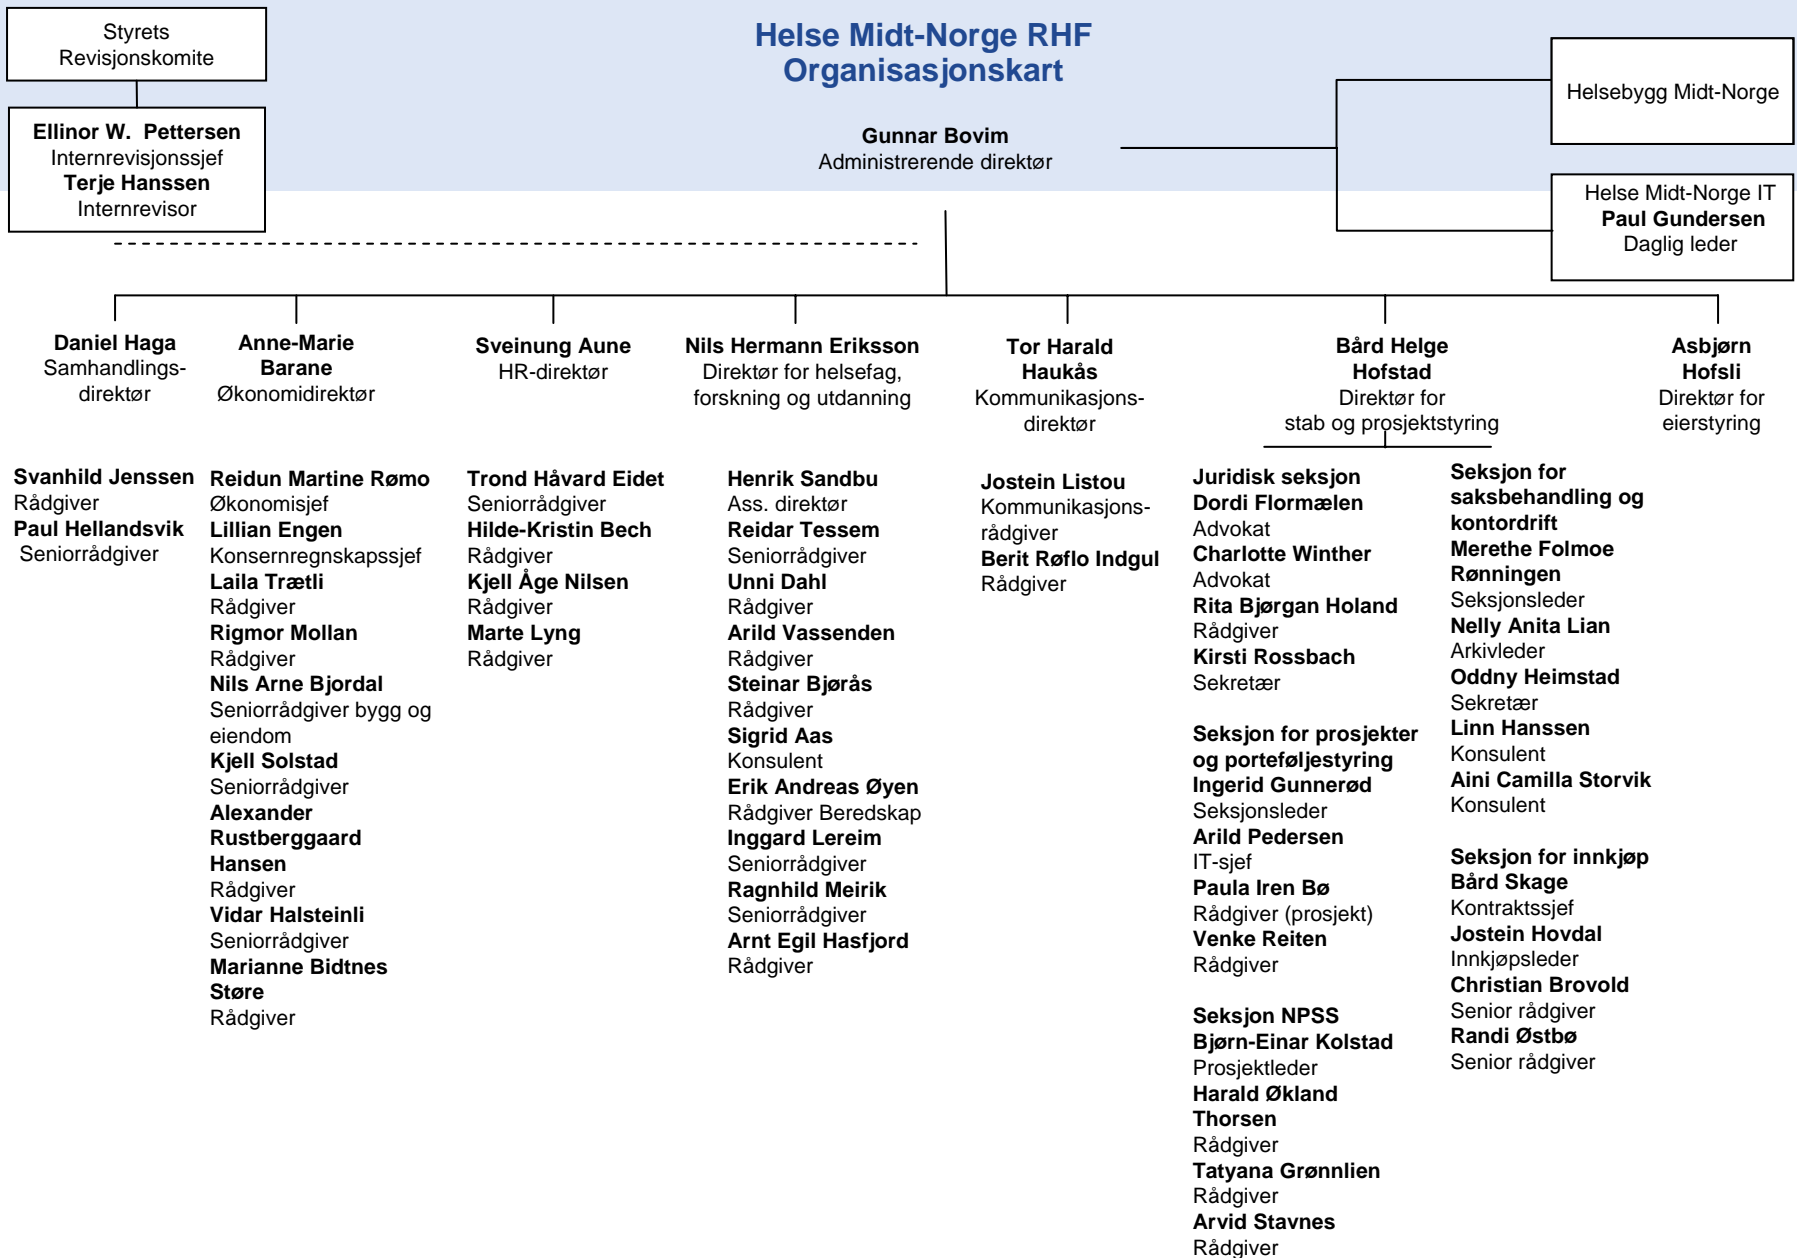 Styrets
Revisjonskomite
Ellinor W.  Pettersen
Internrevisjonssjef
Terje Hanssen
Internrevisor
Helse Midt-Norge RHF
Organisasjonskart
Gunnar Bovim
Administrerende direktør
Helsebygg Midt-Norge
Helse Midt-Norge IT
Paul Gundersen
Daglig leder
Daniel Haga
Samhandlings-
direktør
Svanhild Jenssen
Rådgiver
Paul Hellandsvik
Seniorrådgiver
Anne-Marie
Barane
Økonomidirektør
Reidun Martine Rømo
Økonomisjef
Lillian Engen
Konsernregnskapssjef
Laila Trætli
Rådgiver
Rigmor Mollan
Rådgiver
Nils Arne Bjordal
Seniorrådgiver bygg og
eiendom
Kjell Solstad
Seniorrådgiver
Alexander
Rustberggaard
Hansen
Rådgiver
Vidar Halsteinli
Seniorrådgiver
Marianne Bidtnes
Støre
Rådgiver
Sveinung Aune
HR-direktør
Trond Håvard Eidet
Seniorrådgiver
Hilde-Kristin Bech
Rådgiver
Kjell Åge Nilsen
Rådgiver
Marte Lyng
Rådgiver
Nils Hermann Eriksson
Direktør for helsefag,
forskning og utdanning
Henrik Sandbu
Ass. direktør
Reidar Tessem
Seniorrådgiver
Unni Dahl
Rådgiver
Arild Vassenden
Rådgiver
Steinar Bjørås
Rådgiver
Sigrid Aas
Konsulent
Erik Andreas Øyen
Rådgiver Beredskap
Inggard Lereim
Seniorrådgiver
Ragnhild Meirik
Seniorrådgiver
Arnt Egil Hasfjord
Rådgiver
Tor Harald
Haukås
Kommunikasjons-
direktør
Jostein Listou
Kommunikasjons-
rådgiver
Berit Røflo Indgul
Rådgiver
Bård Helge
Hofstad
Direktør for
stab og prosjektstyring
Juridisk seksjon
Dordi Flormælen
Advokat
Charlotte Winther
Advokat
Rita Bjørgan Holand
Rådgiver
Kirsti Rossbach
Sekretær
Seksjon for prosjekter
og porteføljestyring
Ingerid Gunnerød
Seksjonsleder
Arild Pedersen
IT-sjef
Paula Iren Bø
Rådgiver (prosjekt)
Venke Reiten
Rådgiver
Seksjon NPSS
Bjørn-Einar Kolstad
Prosjektleder
Harald Økland
Thorsen
Rådgiver
Tatyana Grønnlien
Rådgiver
Arvid Stavnes
Rådgiver
Seksjon for
saksbehandling og
kontordrift
Merethe Folmoe
Rønningen
Seksjonsleder
Nelly Anita Lian
Arkivleder
Oddny Heimstad
Sekretær
Linn Hanssen
Konsulent
Aini Camilla Storvik
Konsulent
Seksjon for innkjøp
Bård Skage
Kontraktssjef
Jostein Hovdal
Innkjøpsleder
Christian Brovold
Senior rådgiver
Randi Østbø
Senior rådgiver
Asbjørn
Hofsli
Direktør for
eierstyring